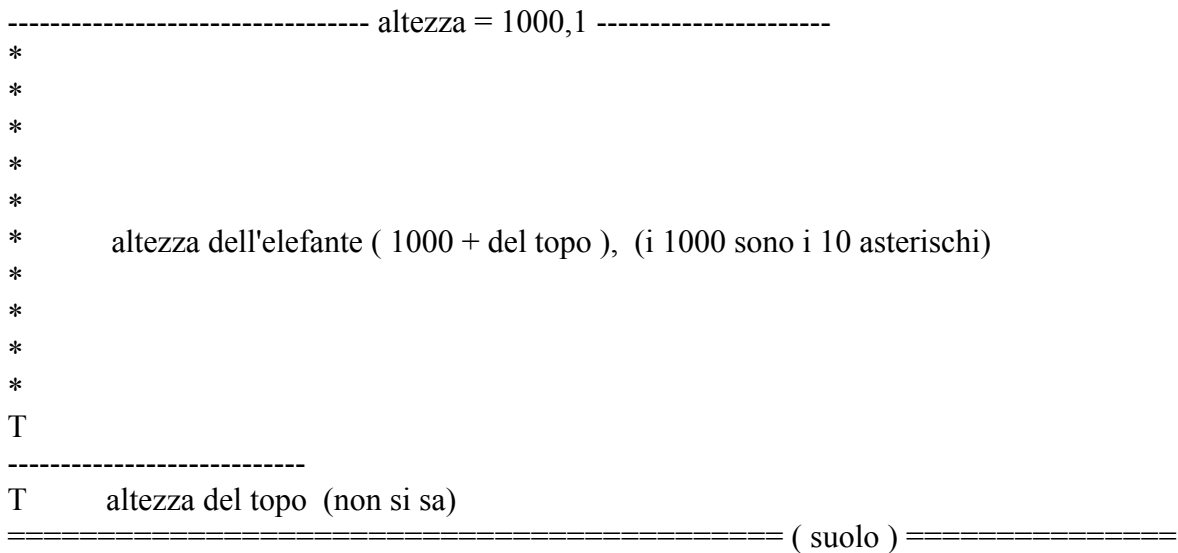 ---------------------------------- altezza = 1000,1 ----------------------
*
*
*
*
*
*        altezza dell'elefante ( 1000 + del topo ),  (i 1000 sono i 10 asterischi)
*
*
*
*
T
----------------------------
T        altezza del topo  (non si sa)
=========================================== ( suolo ) ===============